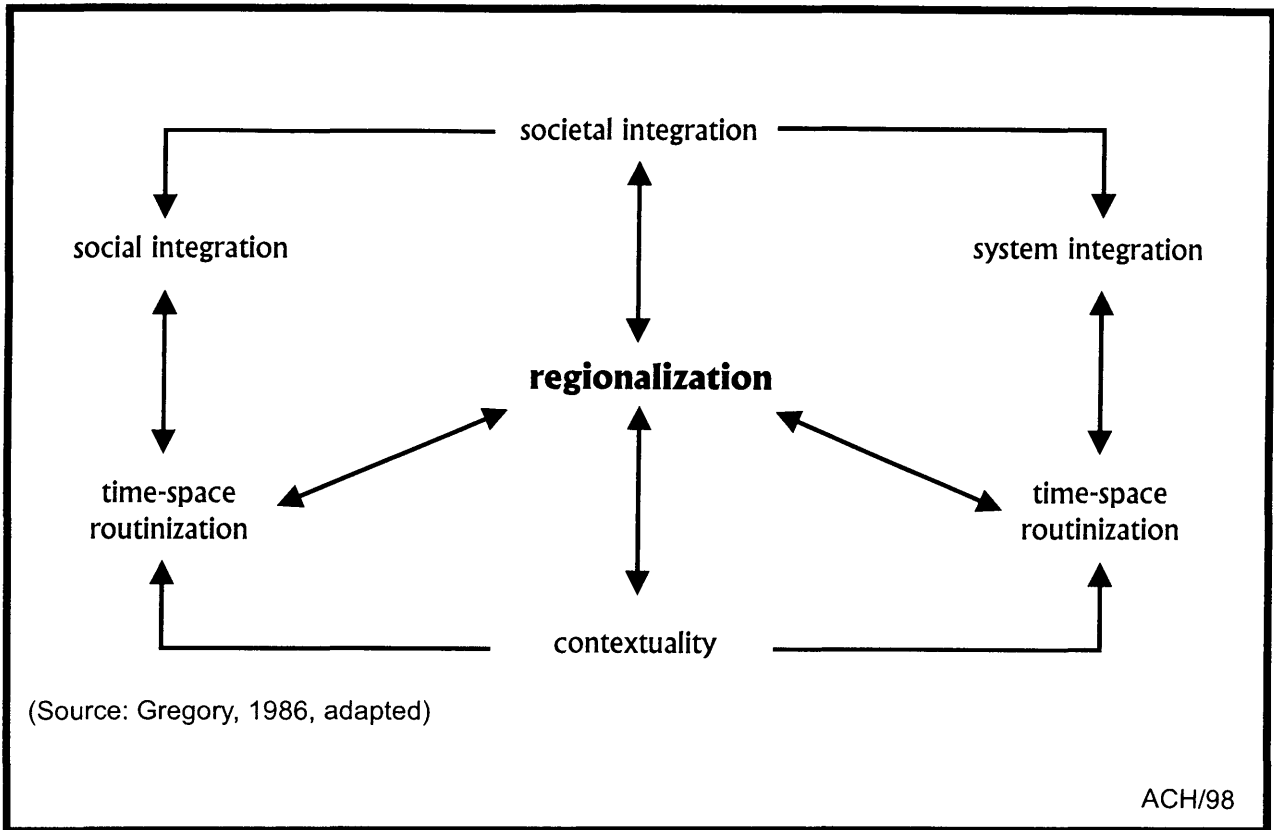 societal integration
social integration
system integration
regionalization
time-space
routinization
time-space
routinization
contextuality
(Source: Gregory, 1986, adapted)
ACH/98